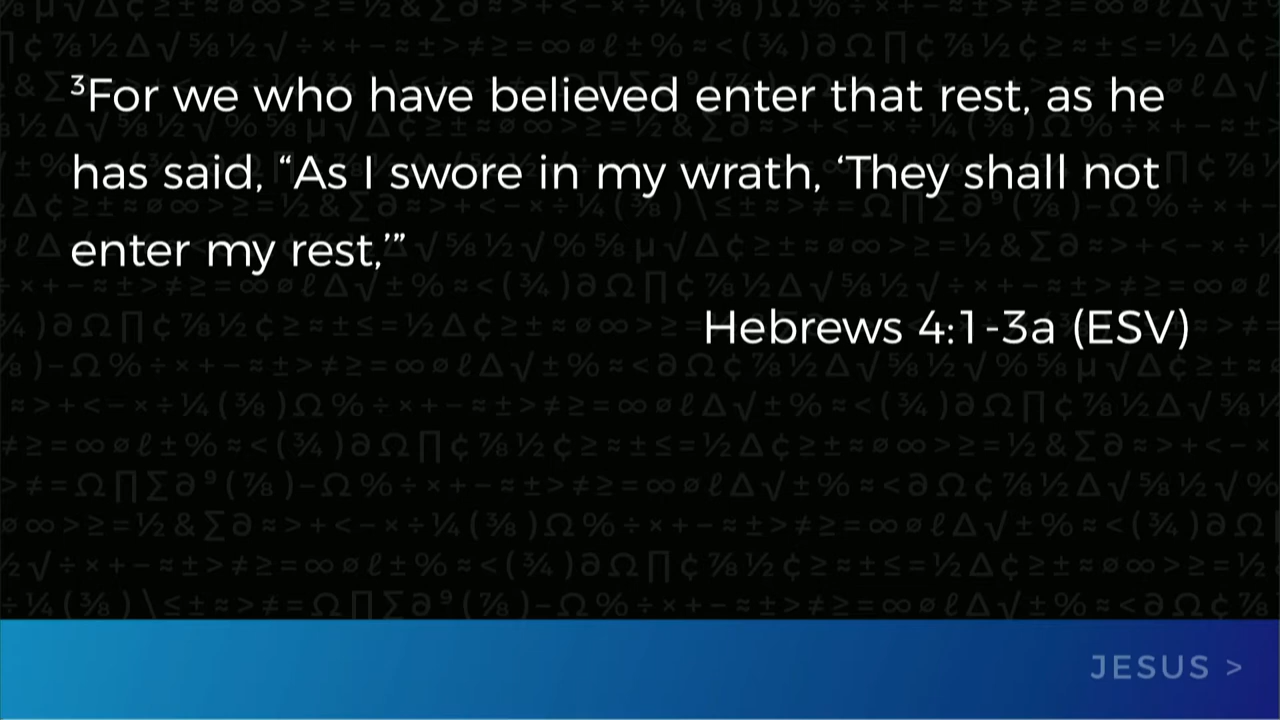 ³For we who have believed enter that rest, as he
has said, “As I swore in my wrath, ‘They shall not
enter my rest,’”
Hebrews 4:1-3a (ESV)
JESUS >